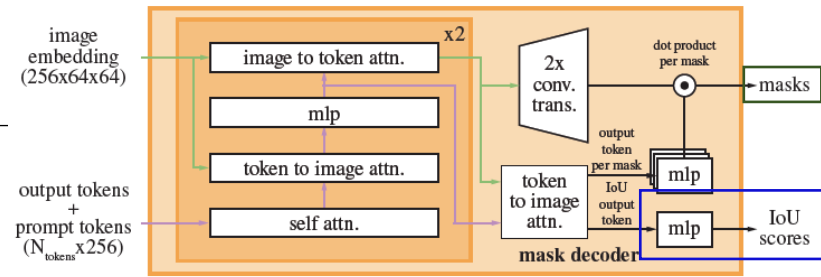 image
embedding
(256x64x64)
output tokens
+
prompt tokens
(Ntokensx256)
x2
image to token attn.
mlp
token to image attn.
self attn.
2x
conv.
trans.
token
to image
attn.
mask decoder
dot product
per mask
output
token
per mask
mlp
IoU
output
token
mlp
masks
IoU
scores